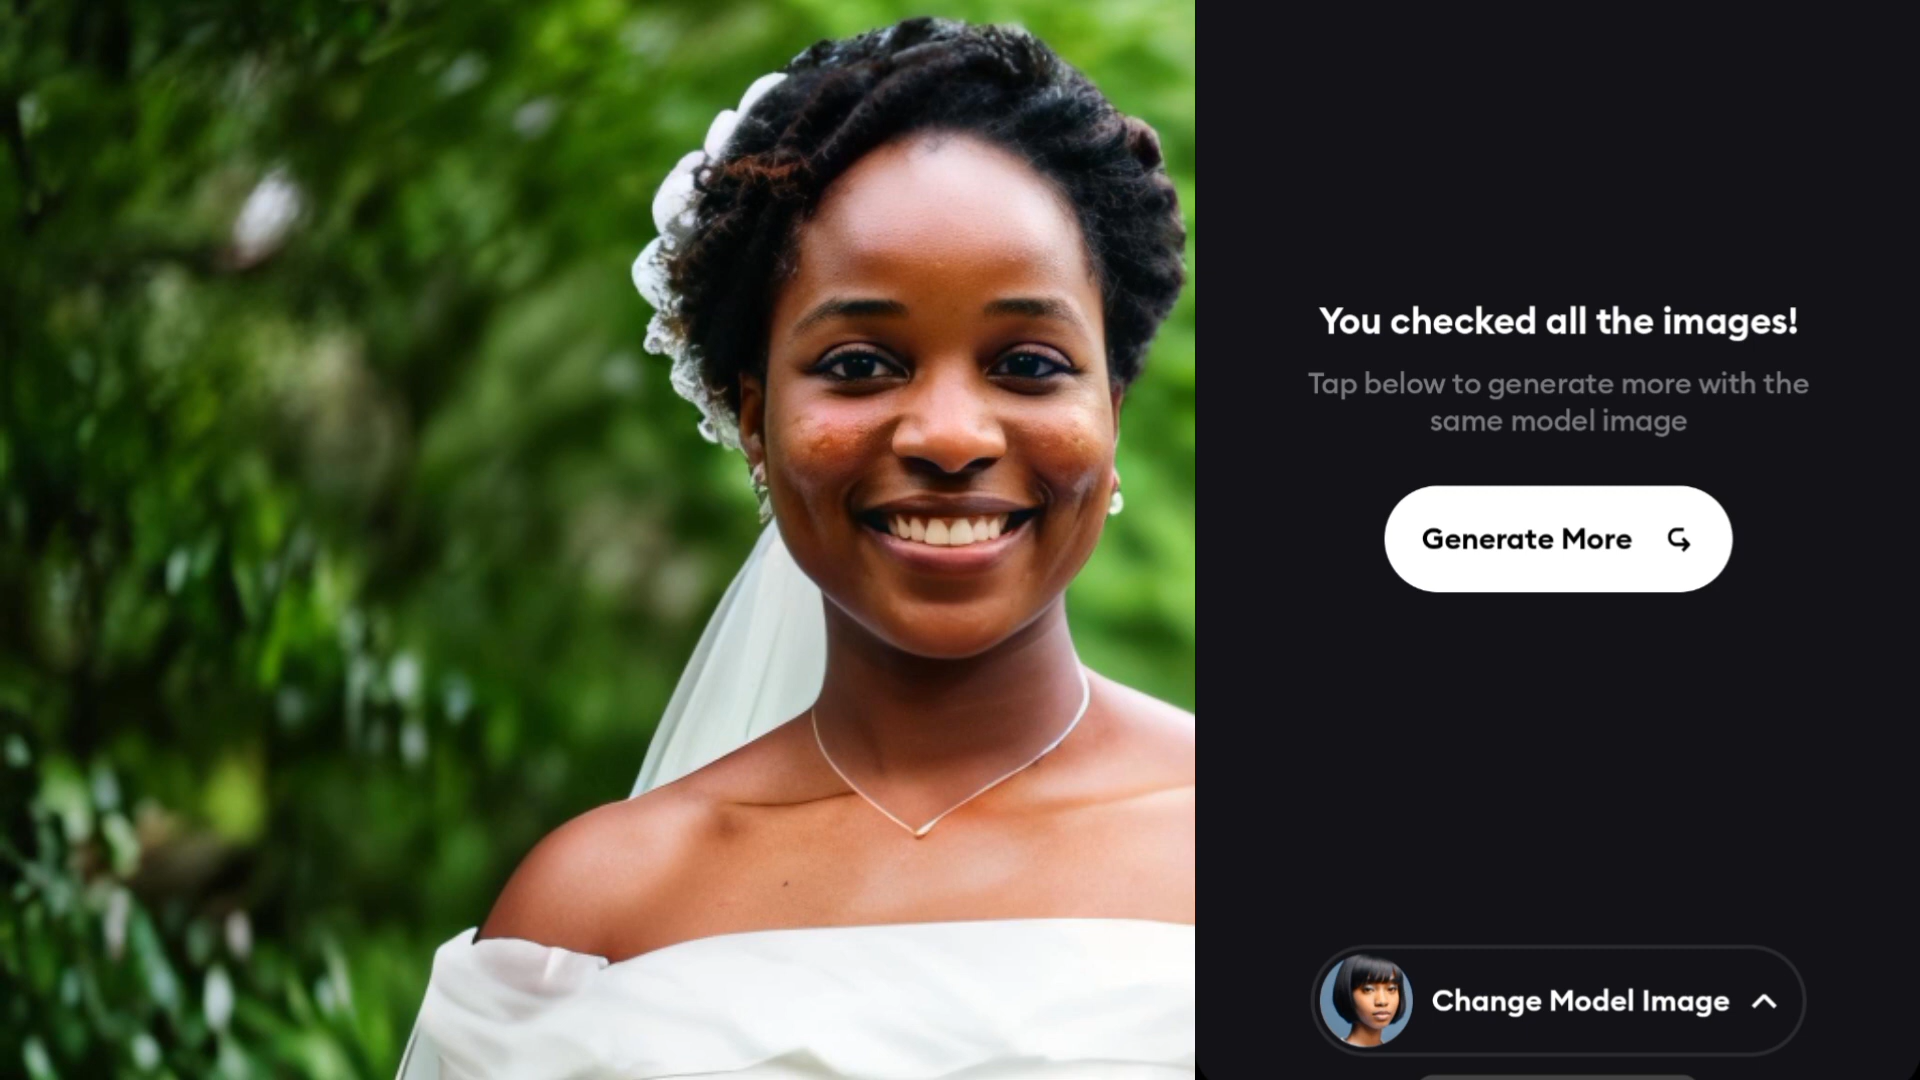 You checked all the images!
Tap below to generate more with the
same model image
Generate More
Change Model Image